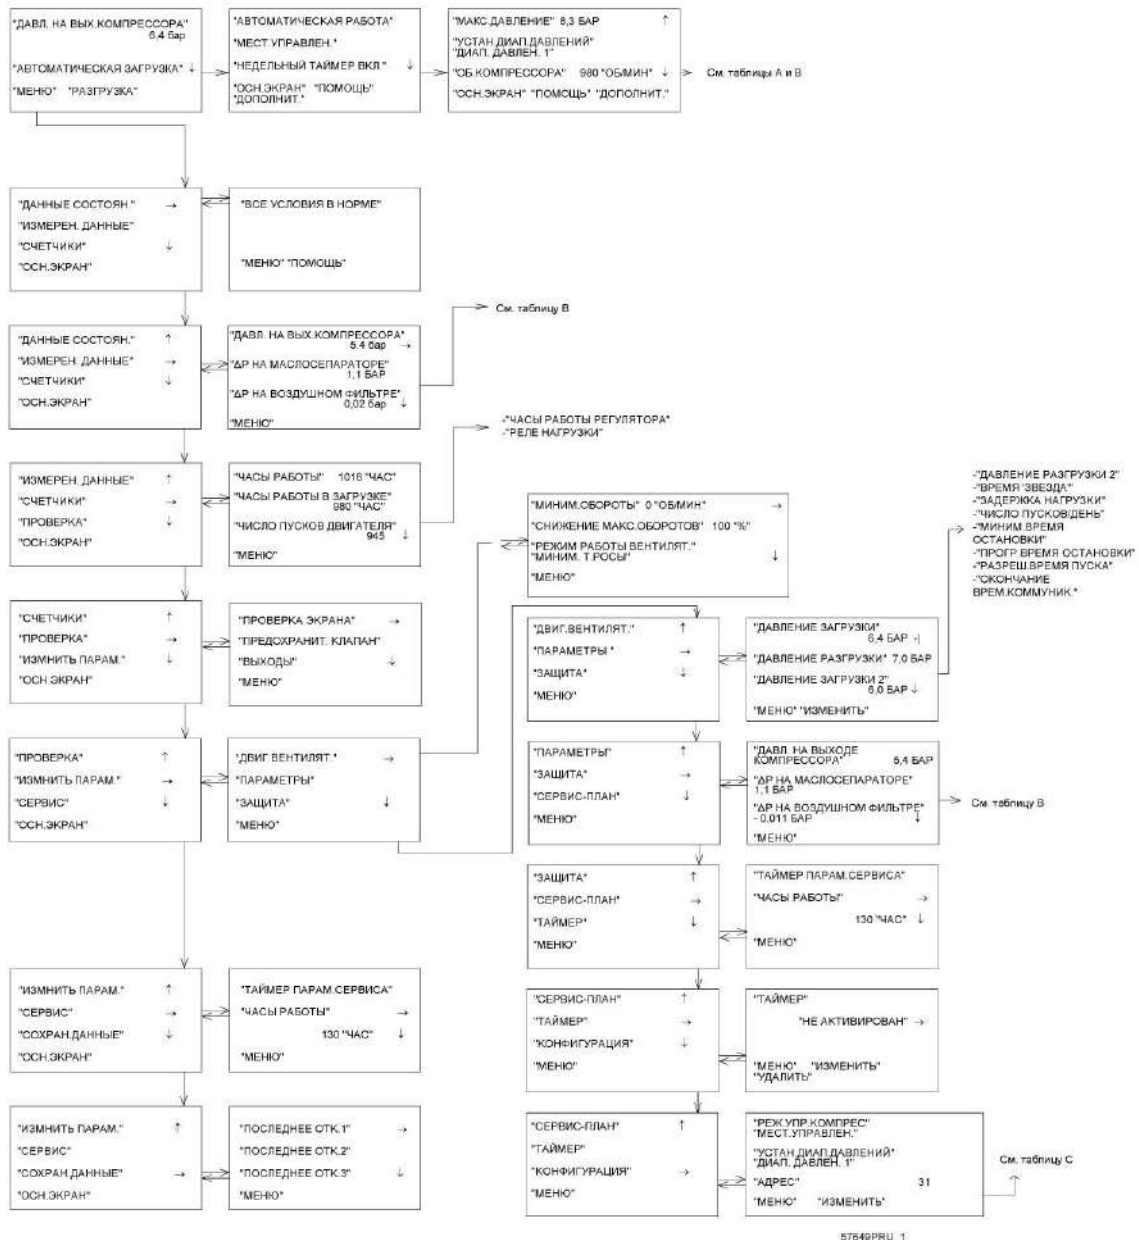 "ДАВЛ. НА ВЫХ.КОМПРЕССОРА"
6,4 бар
"АВТОМАТИЧЕСКАЯ ЗАГРУЗКА" ↓
"МЕНЮ" "РАЗГРУЗКА"
"АВТОМАТИЧЕСКАЯ РАБОТА"
"МЕСТ.УПРАВЛЕН."
"НЕДЕЛЬНЫЙ ТАЙМЕР ВКЛ." ↓
"ОСН.ЭКРАН" "ПОМОЩЬ"
"ДОПОЛНИТ."
"МАКС.ДАВЛЕНИЕ" 8,3 БАР ↑
"УСТАН.ДИАП.ДАВЛЕНИЙ"
"ДИАП. ДАВЛЕН. 1"
"ОБ.КОМПРЕССОРА" 980 "ОБ/МИН" ↓
"ОСН.ЭКРАН" "ПОМОЩЬ" "ДОПОЛНИТ."
См. таблицы А и В
"ДАННЫЕ СОСТОЯН." →
"ИЗМЕРЕН. ДАННЫЕ"
"СЧЕТЧИКИ" ↓
"ОСН.ЭКРАН"
"ВСЕ УСЛОВИЯ В НОРМЕ"
"МЕНЮ" "ПОМОЩЬ"
"ДАННЫЕ СОСТОЯН." ↑
"ИЗМЕРЕН. ДАННЫЕ" →
"СЧЕТЧИКИ" ↓
"ОСН.ЭКРАН"
"ДАВЛ. НА ВЫХ.КОМПРЕССОРА"
5.4 бар →
"ΔР НА МАСЛОСЕПАРАТОРЕ"
1,1 БАР
"ΔР НА ВОЗДУШНОМ ФИЛЬТРЕ"
0,02 бар ↓
"МЕНЮ"
См. таблицу В
"ИЗМЕРЕН. ДАННЫЕ" ↑
"СЧЕТЧИКИ" →
"ПРОВЕРКА" ↓
"ОСН.ЭКРАН"
"ЧАСЫ РАБОТЫ" 1016 "ЧАС"
"ЧАСЫ РАБОТЫ В ЗАГРУЗКЕ"
980 "ЧАС"
"ЧИСЛО ПУСКОВ ДВИГАТЕЛЯ"
945 ↓
"МЕНЮ"
-"ЧАСЫ РАБОТЫ РЕГУЛЯТОРА"
-"РЕЛЕ НАГРУЗКИ"
"СЧЕТЧИКИ" ↑
"ПРОВЕРКА" →
"ИЗМНИТЬ ПАРАМ." ↓
"ОСН.ЭКРАН"
"ПРОВЕРКА ЭКРАНА" →
"ПРЕДОХРАНИТ. КЛАПАН"
"ВЫХОДЫ" ↓
"МЕНЮ"
"ПРОВЕРКА" ↑
"ИЗМНИТЬ ПАРАМ." →
"СЕРВИС" ↓
"ОСН.ЭКРАН"
"ДВИГ.ВЕНТИЛЯТ." →
"ПАРАМЕТРЫ"
"ЗАЩИТА" ↓
"МЕНЮ"
"ИЗМНИТЬ ПАРАМ." ↑
"СЕРВИС" →
"СОХРАН.ДАННЫЕ" ↓
"ОСН.ЭКРАН"
"ТАЙМЕР ПАРАМ.СЕРВИСА"
"ЧАСЫ РАБОТЫ" →
130 "ЧАС" ↓
"МЕНЮ"
"ИЗМНИТЬ ПАРАМ." ↑
"СЕРВИС"
"СОХРАН.ДАННЫЕ" →
"ОСН.ЭКРАН"
"ПОСЛЕДНЕЕ ОТК.1" →
"ПОСЛЕДНЕЕ ОТК.2"
"ПОСЛЕДНЕЕ ОТК.3" ↓
"МЕНЮ"
"МИНИМ.ОБОРОТЫ" 0 "ОБ/МИН" →
"СНИЖЕНИЕ МАКС.ОБОРОТОВ" 100 "%"
"РЕЖИМ РАБОТЫ ВЕНТИЛЯТ."
"МИНИМ. Т.РОСЫ" ↓
"МЕНЮ"
"ДВИГ.ВЕНТИЛЯТ." ↑
"ПАРАМЕТРЫ " →
"ЗАЩИТА" ↓
"МЕНЮ"
"ДАВЛЕНИЕ ЗАГРУЗКИ"
6,4 БАР -|
"ДАВЛЕНИЕ РАЗГРУЗКИ" 7,0 БАР
"ДАВЛЕНИЕ ЗАГРУЗКИ 2"
6,0 БАР ↓
"МЕНЮ" "ИЗМЕНИТЬ"
-"ДАВЛЕНИЕ РАЗГРУЗКИ 2"
-"ВРЕМЯ 'ЗВЕЗДА'"
-"ЗАДЕРЖКА НАГРУЗКИ"
-"ЧИСЛО ПУСКОВ|ДЕНЬ"
-"МИНИМ.ВРЕМЯ
ОСТАНОВКИ"
-"ПРОГР.ВРЕМЯ ОСТАНОВКИ"
-"РАЗРЕШ.ВРЕМЯ ПУСКА"
-"ОКОНЧАНИЕ
ВРЕМ.КОММУНИК."
"ПАРАМЕТРЫ" ↑
"ЗАЩИТА" →
"СЕРВИС-ПЛАН" ↓
"МЕНЮ"
"ДАВЛ. НА ВЫХОДЕ
КОМПРЕССОРА" 5,4 БАР
"ΔР НА МАСЛОСЕПАРАТОРЕ"
1,1 БАР
"ΔР НА ВОЗДУШНОМ ФИЛЬТРЕ"
- 0,011 БАР ↓
"МЕНЮ"
См. таблицу В
"ЗАЩИТА" ↑
"СЕРВИС-ПЛАН" →
"ТАЙМЕР" ↓
"МЕНЮ"
"ТАЙМЕР ПАРАМ.СЕРВИСА"
"ЧАСЫ РАБОТЫ" →
130 "ЧАС" ↓
"МЕНЮ"
"СЕРВИС-ПЛАН" ↑
"ТАЙМЕР" →
"КОНФИГУРАЦИЯ" ↓
"МЕНЮ"
"ТАЙМЕР"
"НЕ АКТИВИРОВАН" →
"МЕНЮ" "ИЗМЕНИТЬ"
"УДАЛИТЬ"
"СЕРВИС-ПЛАН" ↑
"ТАЙМЕР"
"КОНФИГУРАЦИЯ" →
"МЕНЮ"
"РЕЖ.УПР.КОМПРЕС"
"МЕСТ.УПРАВЛЕН."
"УСТАН.ДИАП.ДАВЛЕНИЙ"
"ДИАП. ДАВЛЕН. 1"
"АДРЕС" 31
"МЕНЮ" "ИЗМЕНИТЬ"
См. таблицу С
57649PRU_1